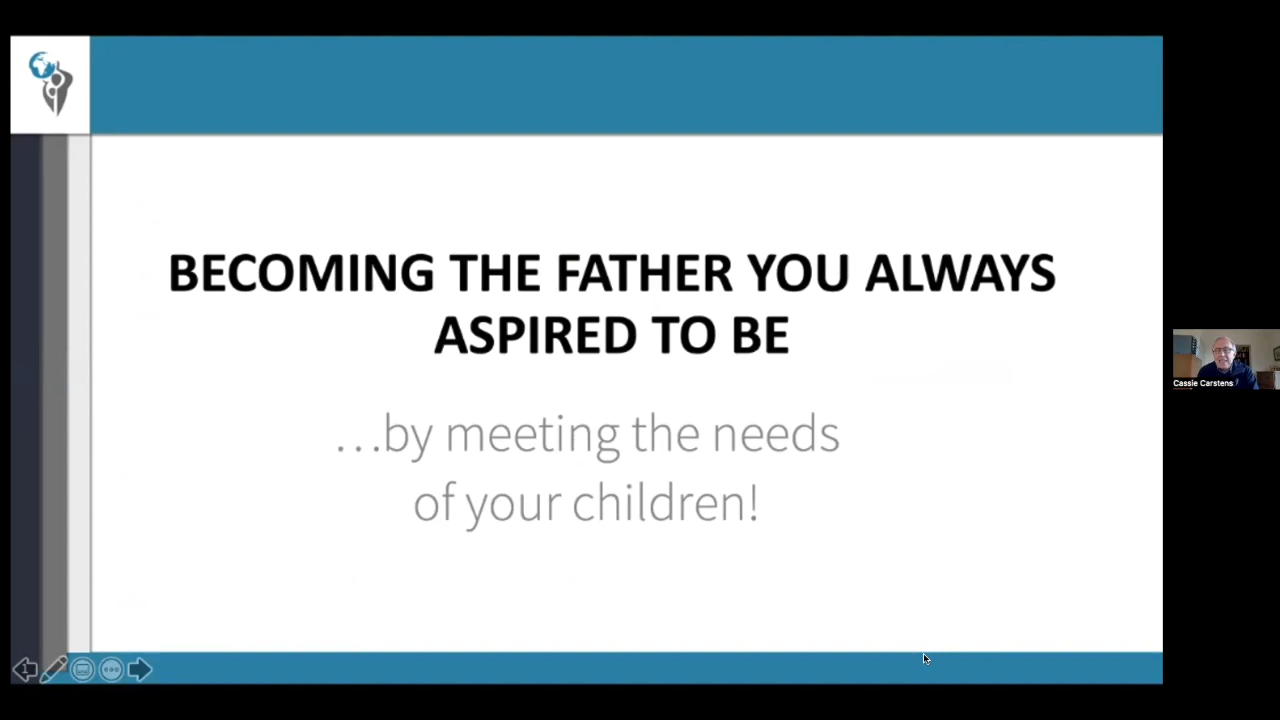 BECOMING THE FATHER YOU ALWAYS
ASPIRED TO BE
...by meeting the needs
of your children!
Cassie Carstens